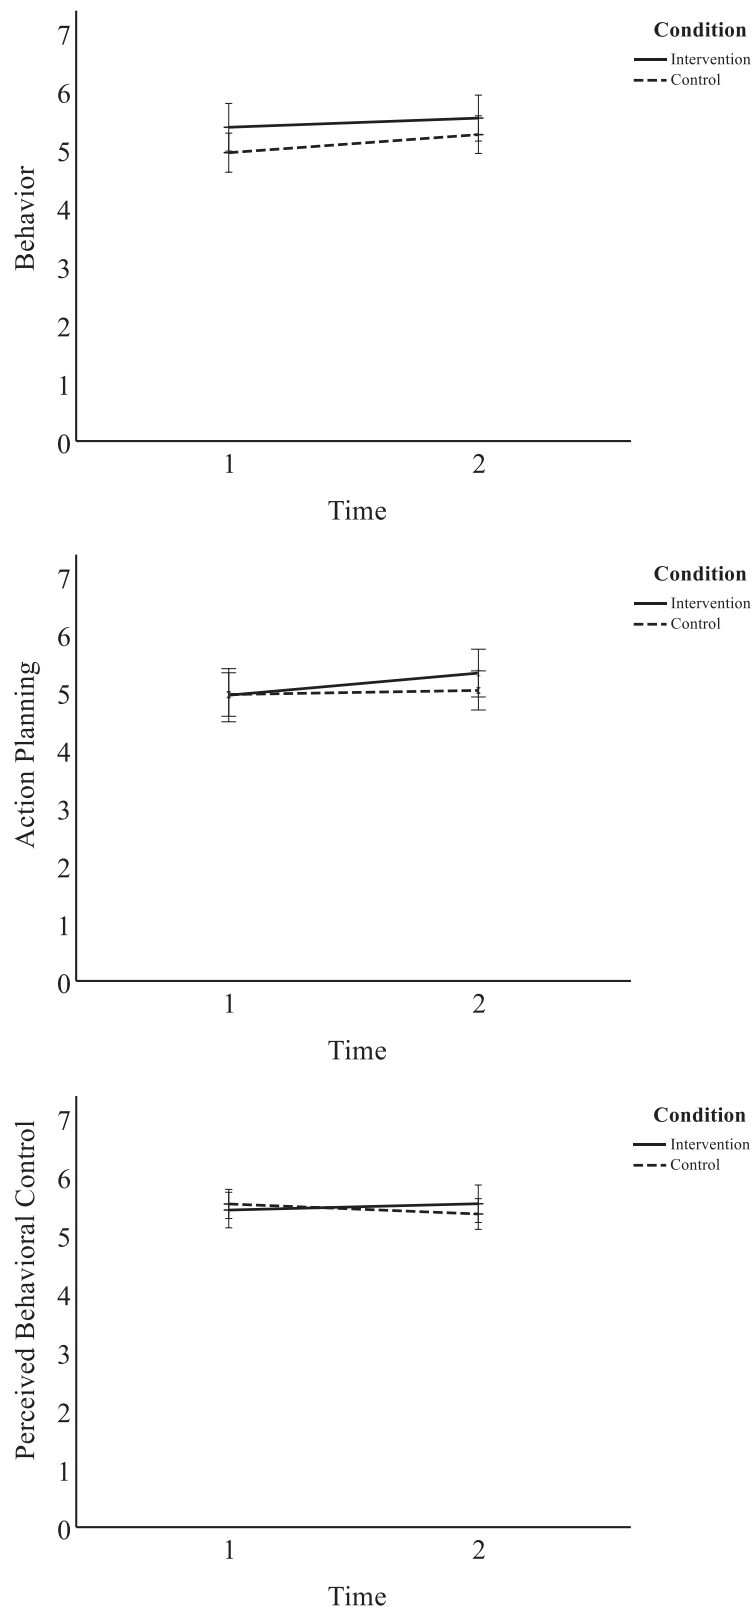 Condition
Intervention
Control
Behavior
7
6
5
4
3
2
1
0
1 2
Time
Condition
Intervention
Control
Action Planning
7
6
5
4
3
2
1
0
1 2
Time
Condition
Intervention
Control
Perceived Behavioral Control
7
6
5
4
3
2
1
0
1 2
Time